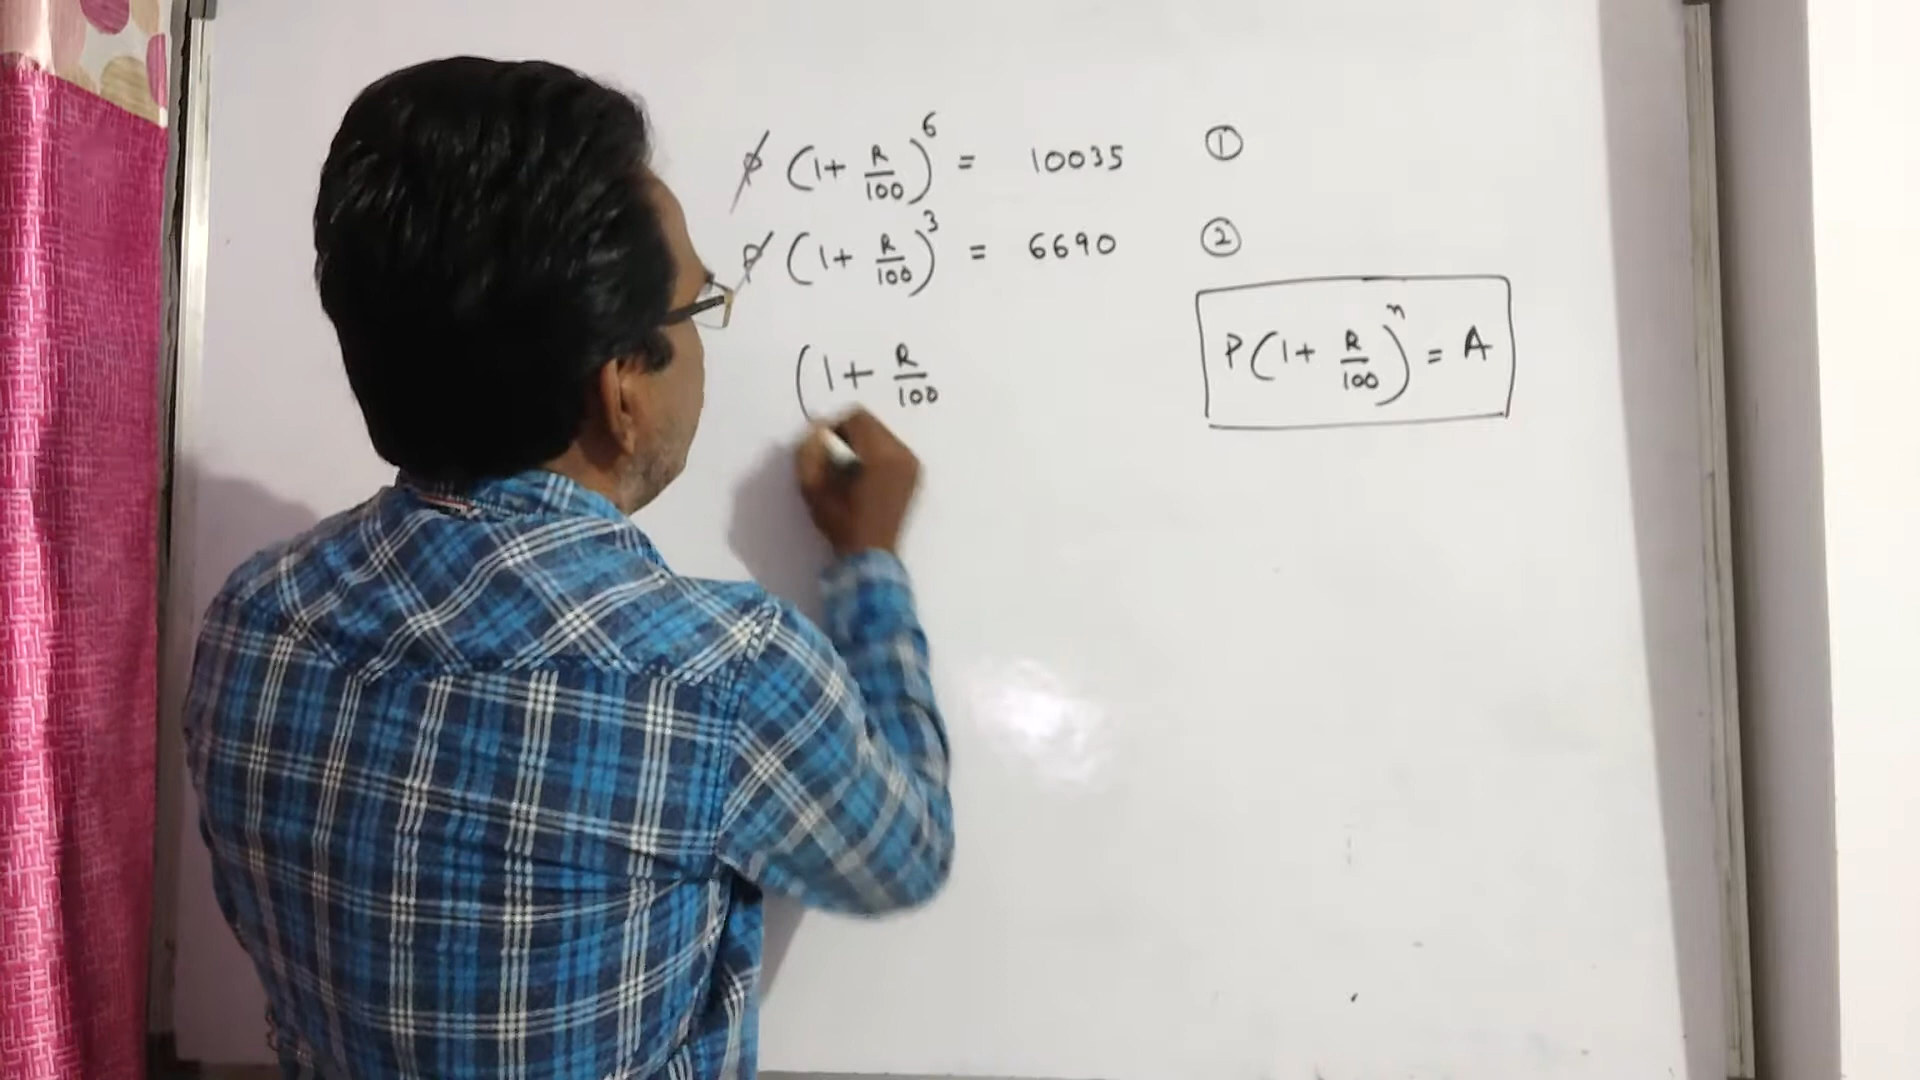 P (1 + R/100)^6 = 10035 ①
P (1 + R/100)^3 = 6690 ②
P (1 + R/100)^n = A
(1 + R/100